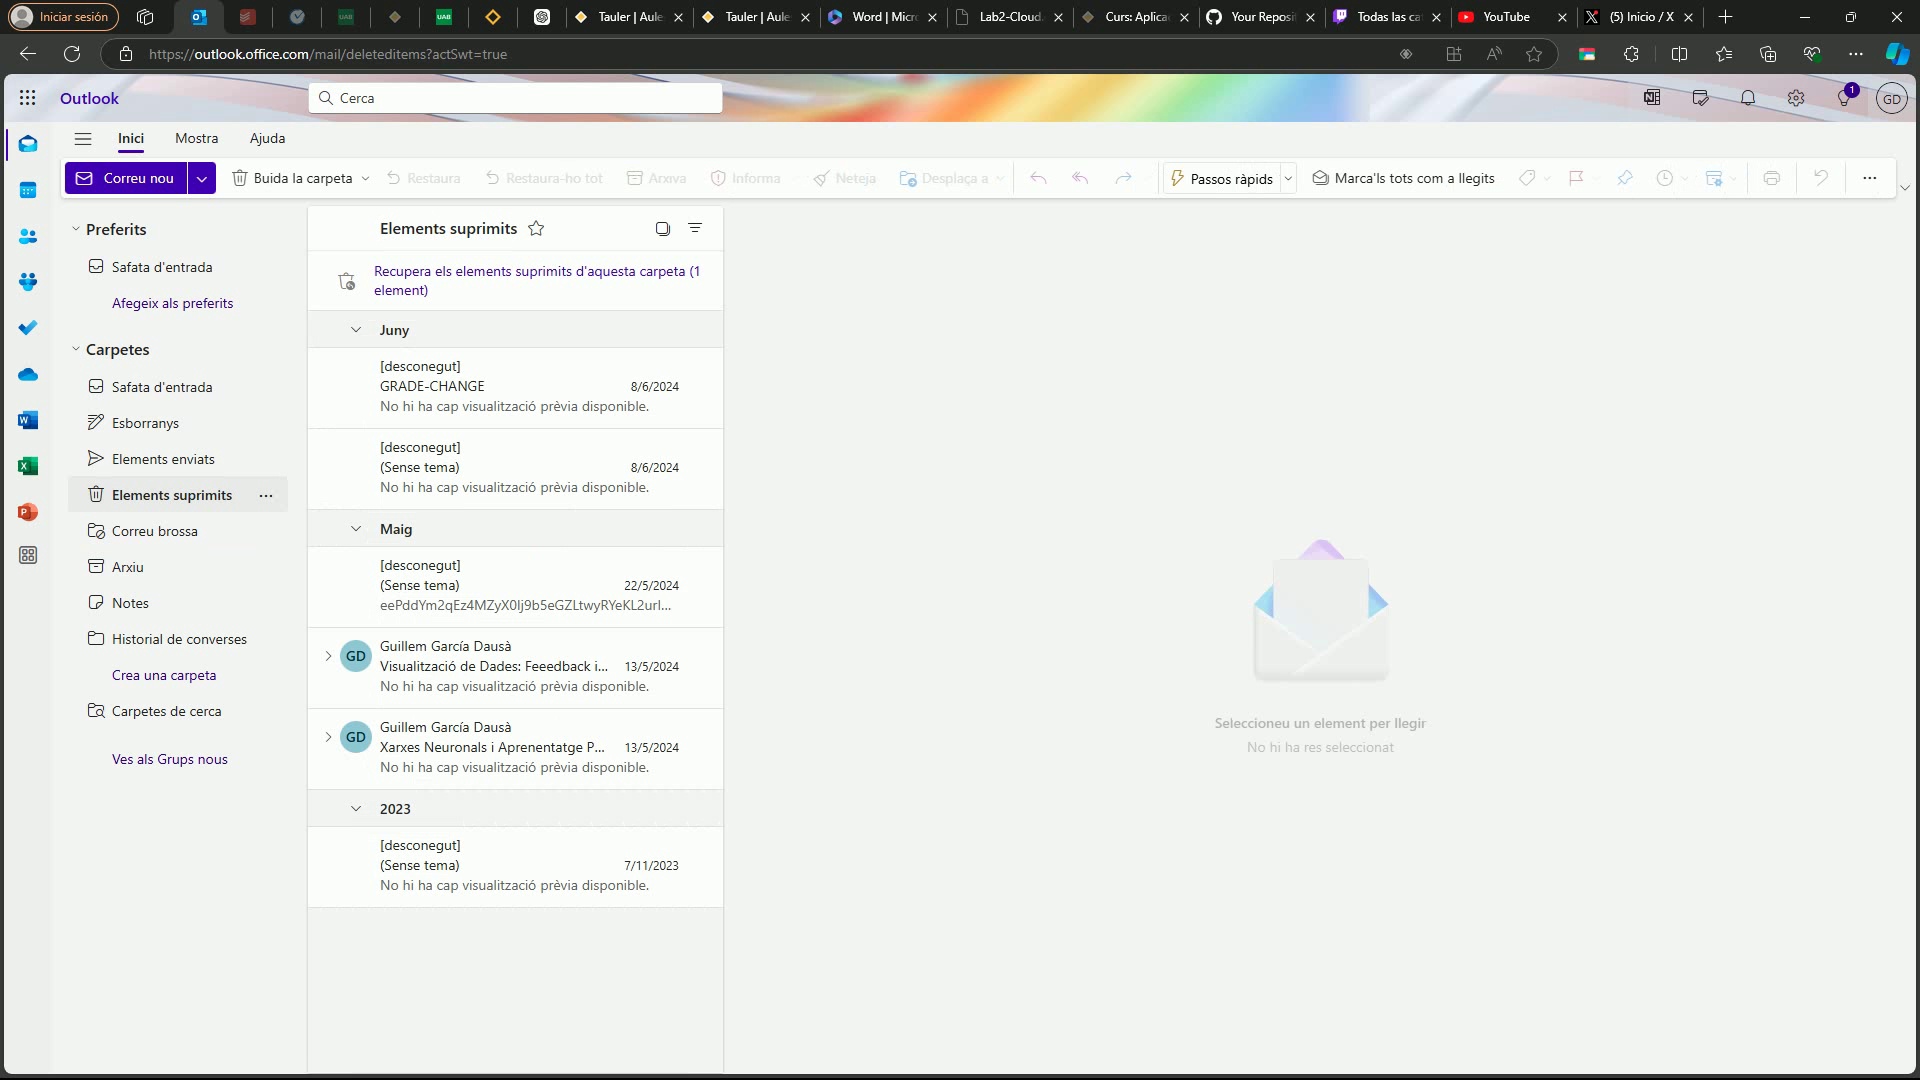 Iniciar sesión
UAB
UAB
Tauler | Aule
Tauler | Aule
Word | Micr
Lab2-Cloud.
Curs: Aplica
Your Reposit
Todas las ca
YouTube
(5) Inicio / X
https://outlook.office.com/mail/deleteditems?actSwt=true
Outlook
Cerca
1
GD
Inici
Mostra
Ajuda
Correu nou
Buida la carpeta
Restaura
Restaura-ho tot
Arxiva
Informa
Neteja
Desplaça a
Passos ràpids
Marca'ls tots com a llegits
Preferits
Safata d'entrada
Afegeix als preferits
Carpetes
Safata d'entrada
Esborranys
Elements enviats
Elements suprimits
Correu brossa
Arxiu
Notes
Historial de converses
Crea una carpeta
Carpetes de cerca
Ves als Grups nous
Elements suprimits
Recupera els elements suprimits d'aquesta carpeta (1
element)
Juny
[desconegut]
GRADE-CHANGE 8/6/2024
No hi ha cap visualització prèvia disponible.
[desconegut]
(Sense tema) 8/6/2024
No hi ha cap visualització prèvia disponible.
Maig
[desconegut]
(Sense tema) 22/5/2024
eePddYm2qEz4MZyX0Ij9b5eGZLtwyRYeKL2url...
GD
Guillem García Dausà
Visualització de Dades: Feeedback i... 13/5/2024
No hi ha cap visualització prèvia disponible.
GD
Guillem García Dausà
Xarxes Neuronals i Aprenentatge P... 13/5/2024
No hi ha cap visualització prèvia disponible.
2023
[desconegut]
(Sense tema) 7/11/2023
No hi ha cap visualització prèvia disponible.
Seleccioneu un element per llegir
No hi ha res seleccionat